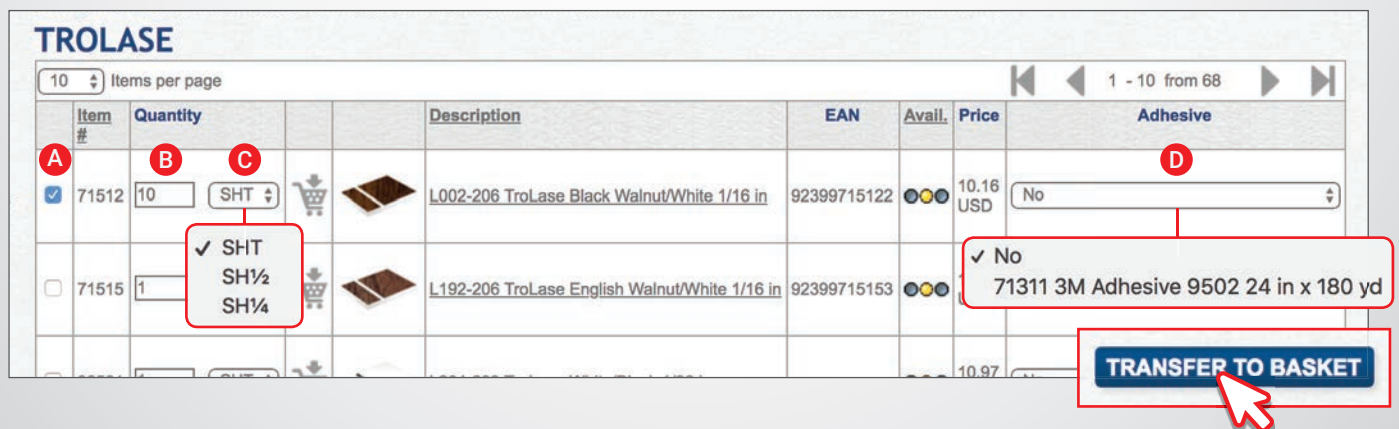 TROLASE
10 Items per page 1 - 10 from 68
Item # Quantity Description EAN Avail. Price Adhesive
A B C D
71512 10 SHT L002-206 TroLase Black Walnut/White 1/16 in 92399715122 10.16 USD No
✓ SHT
SH½
SH¼
✓ No
71311 3M Adhesive 9502 24 in x 180 yd
71515 1 L192-206 TroLase English Walnut/White 1/16 in 92399715153
10.97
TRANSFER TO BASKET